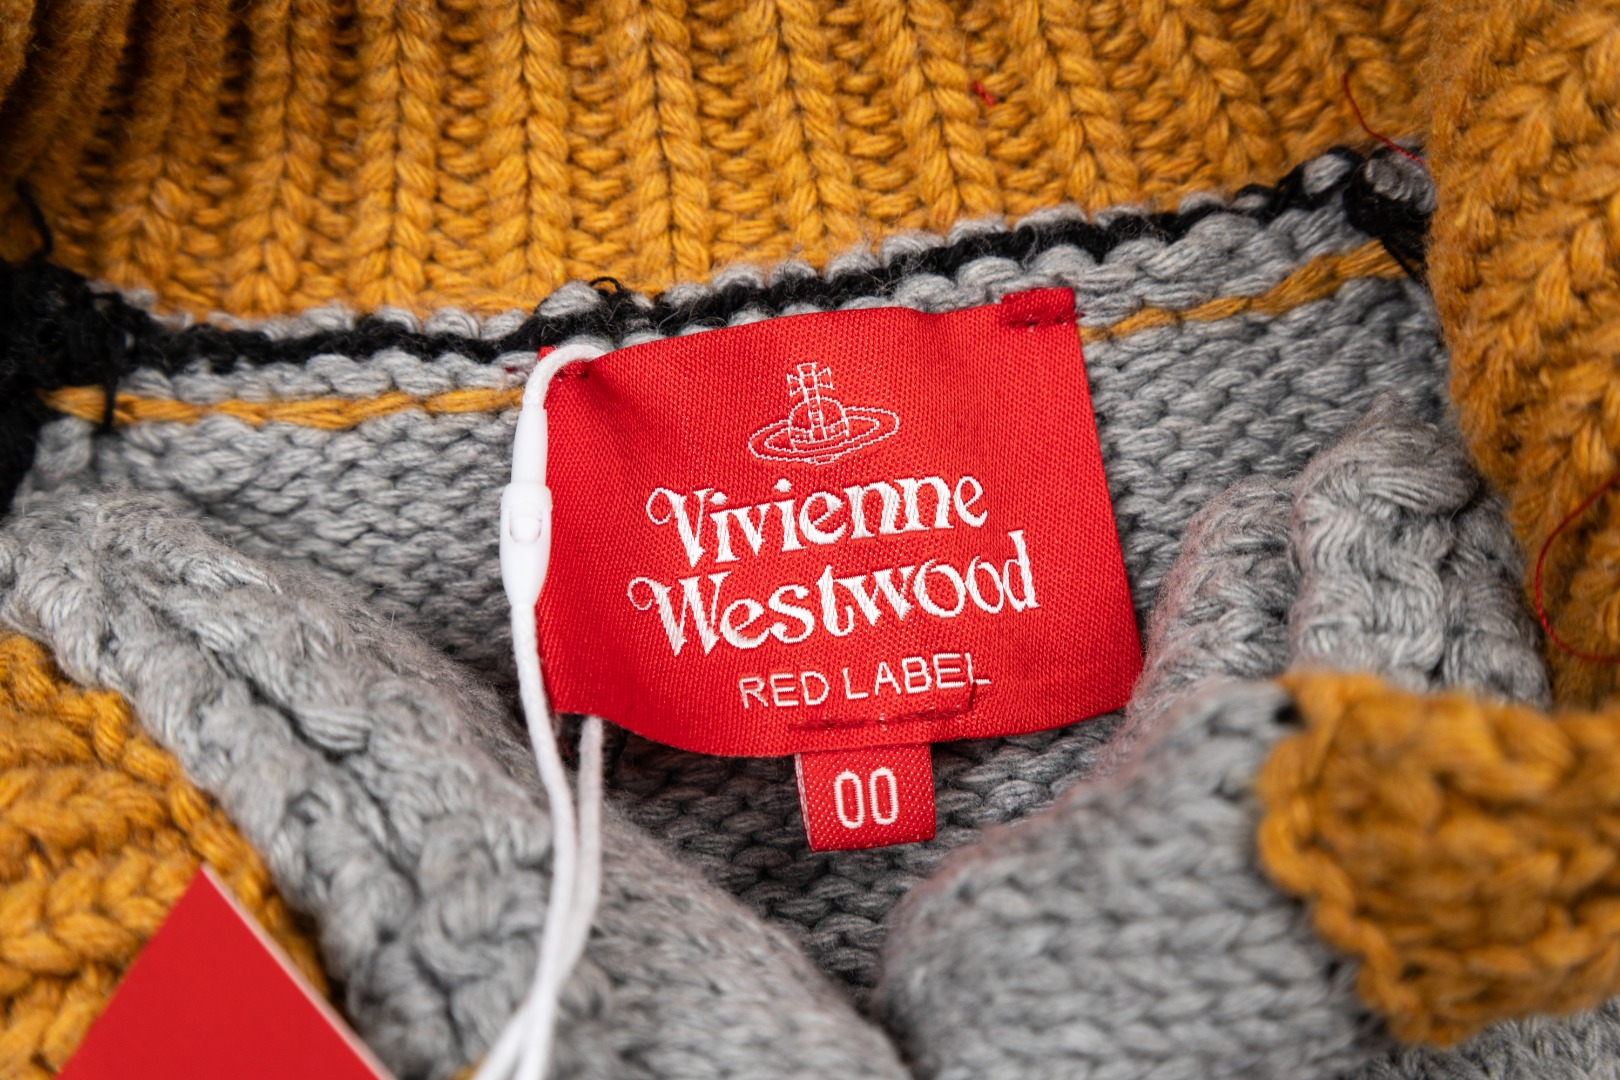 Vivienne
Westwood
RED LABEL
00